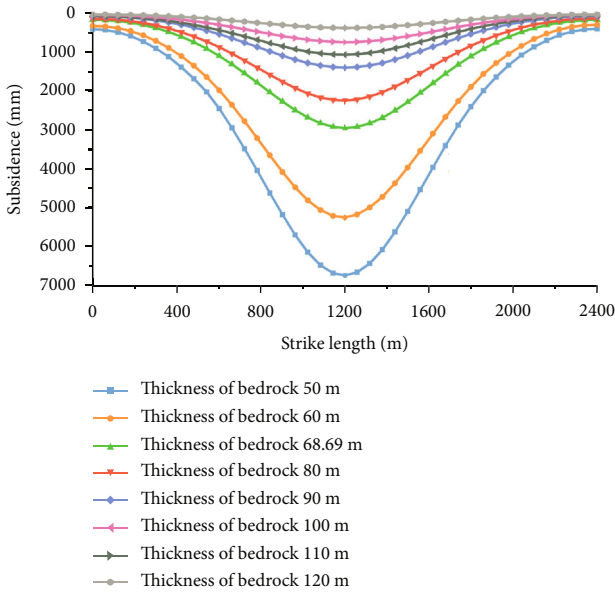 0
1000
2000
3000
4000
5000
6000
7000
Subsidence (mm)
0 400 800 1200 1600 2000 2400
Strike length (m)
Thickness of bedrock 50 m
Thickness of bedrock 60 m
Thickness of bedrock 68.69 m
Thickness of bedrock 80 m
Thickness of bedrock 90 m
Thickness of bedrock 100 m
Thickness of bedrock 110 m
Thickness of bedrock 120 m